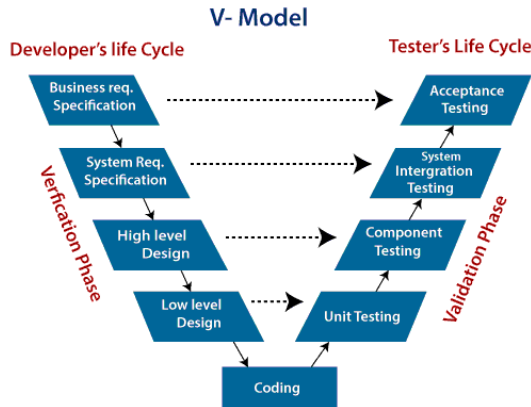 V- Model
Developer's life Cycle
Tester's Life Cycle
Business req.
Specification
Acceptance
Testing
System Req.
Specification
System
Intergration
Testing
High level
Design
Component
Testing
Low level
Design
Unit Testing
Coding
Verfication Phase
Validation Phase